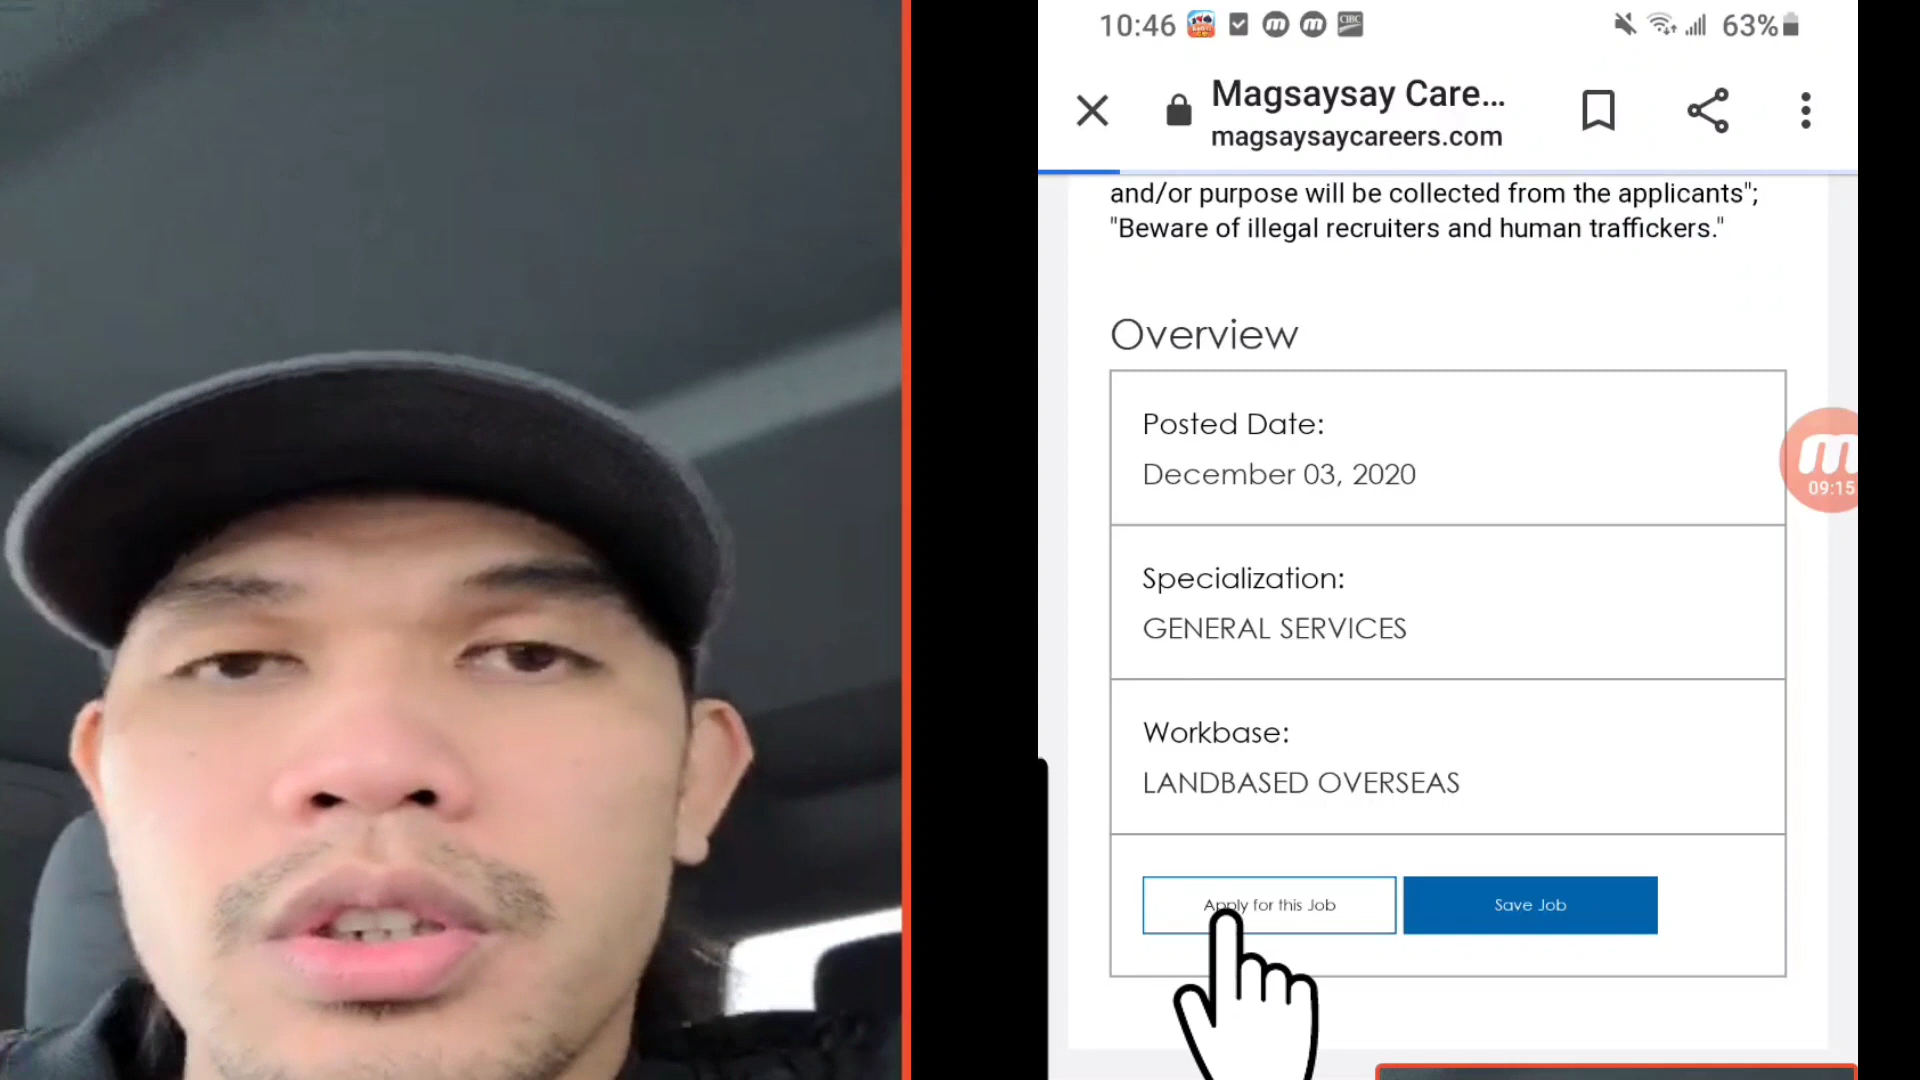 10:46
CIBC
63%
Magsaysay Care...
magsaysaycareers.com
and/or purpose will be collected from the applicants";
"Beware of illegal recruiters and human traffickers."
Overview
Posted Date:
December 03, 2020
Specialization:
GENERAL SERVICES
Workbase:
LANDBASED OVERSEAS
Apply for this Job
Save Job
m
09:15